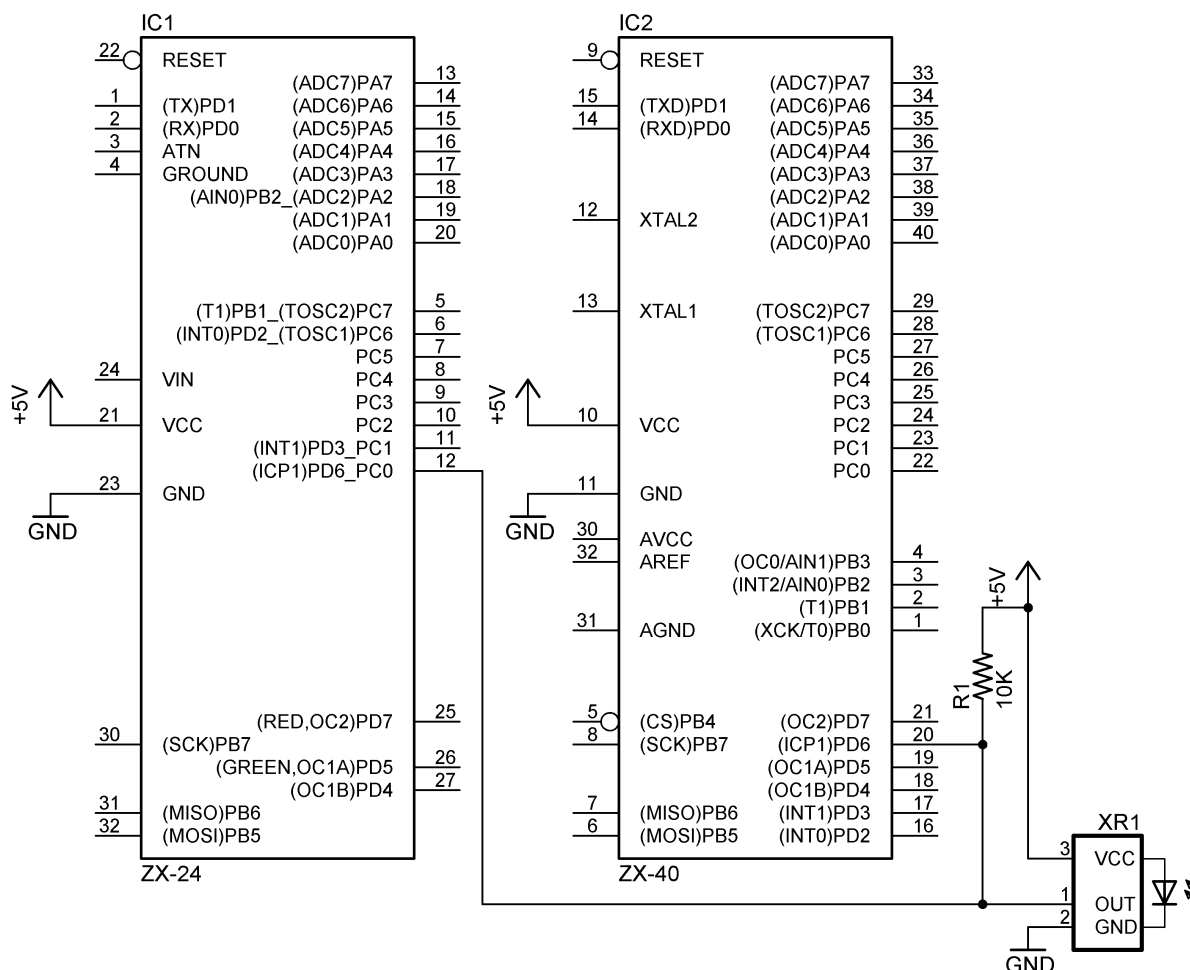 IC1
22 RESET
(ADC7)PA7 13
1 (TX)PD1
(ADC6)PA6 14
2 (RX)PD0
(ADC5)PA5 15
3 ATN
(ADC4)PA4 16
4 GROUND
(ADC3)PA3 17
(AIN0)PB2_(ADC2)PA2 18
(ADC1)PA1 19
(ADC0)PA0 20
(T1)PB1_(TOSC2)PC7 5
(INT0)PD2_(TOSC1)PC6 6
PC5 7
24 VIN
PC4 8
PC3 9
+5V
21 VCC
PC2 10
(INT1)PD3_PC1 11
(ICP1)PD6_PC0 12
23 GND
GND
(RED,OC2)PD7 25
30 (SCK)PB7
(GREEN,OC1A)PD5 26
(OC1B)PD4 27
31 (MISO)PB6
32 (MOSI)PB5
ZX-24
IC2
9 RESET
(ADC7)PA7 33
15 (TXD)PD1
(ADC6)PA6 34
14 (RXD)PD0
(ADC5)PA5 35
(ADC4)PA4 36
(ADC3)PA3 37
(ADC2)PA2 38
12 XTAL2
(ADC1)PA1 39
(ADC0)PA0 40
13 XTAL1
(TOSC2)PC7 29
(TOSC1)PC6 28
PC5 27
PC4 26
PC3 25
+5V
10 VCC
PC2 24
PC1 23
PC0 22
11 GND
GND
30 AVCC
32 AREF
(OC0/AIN1)PB3 4
(INT2/AIN0)PB2 3
(T1)PB1 2
31 AGND
(XCK/T0)PB0 1
5 (CS)PB4
(OC2)PD7 21
8 (SCK)PB7
(ICP1)PD6 20
(OC1A)PD5 19
(OC1B)PD4 18
7 (MISO)PB6
(INT1)PD3 17
6 (MOSI)PB5
(INT0)PD2 16
ZX-40
+5V
R1
10K
XR1
3 VCC
1 OUT
2 GND
GND